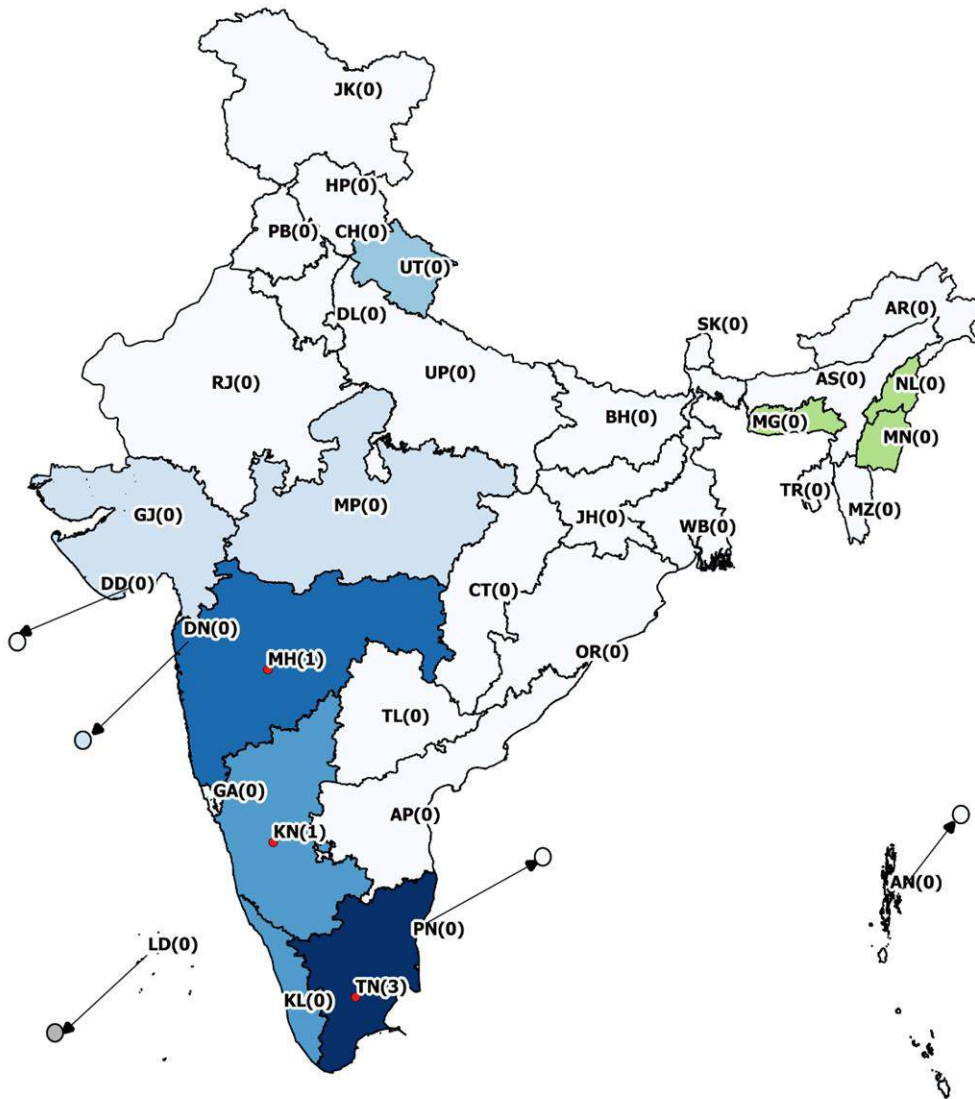 JK(0)
HP(0)
PB(0)
CH(0)
UT(0)
DL(0)
AR(0)
SK(0)
RJ(0)
UP(0)
AS(0)
NL(0)
BH(0)
MG(0)
MN(0)
TR(0)
MZ(0)
GJ(0)
MP(0)
JH(0)
WB(0)
DD(0)
CT(0)
DN(0)
MH(1)
OR(0)
TL(0)
GA(0)
AP(0)
KN(1)
AN(0)
PN(0)
LD(0)
KL(0)
TN(3)